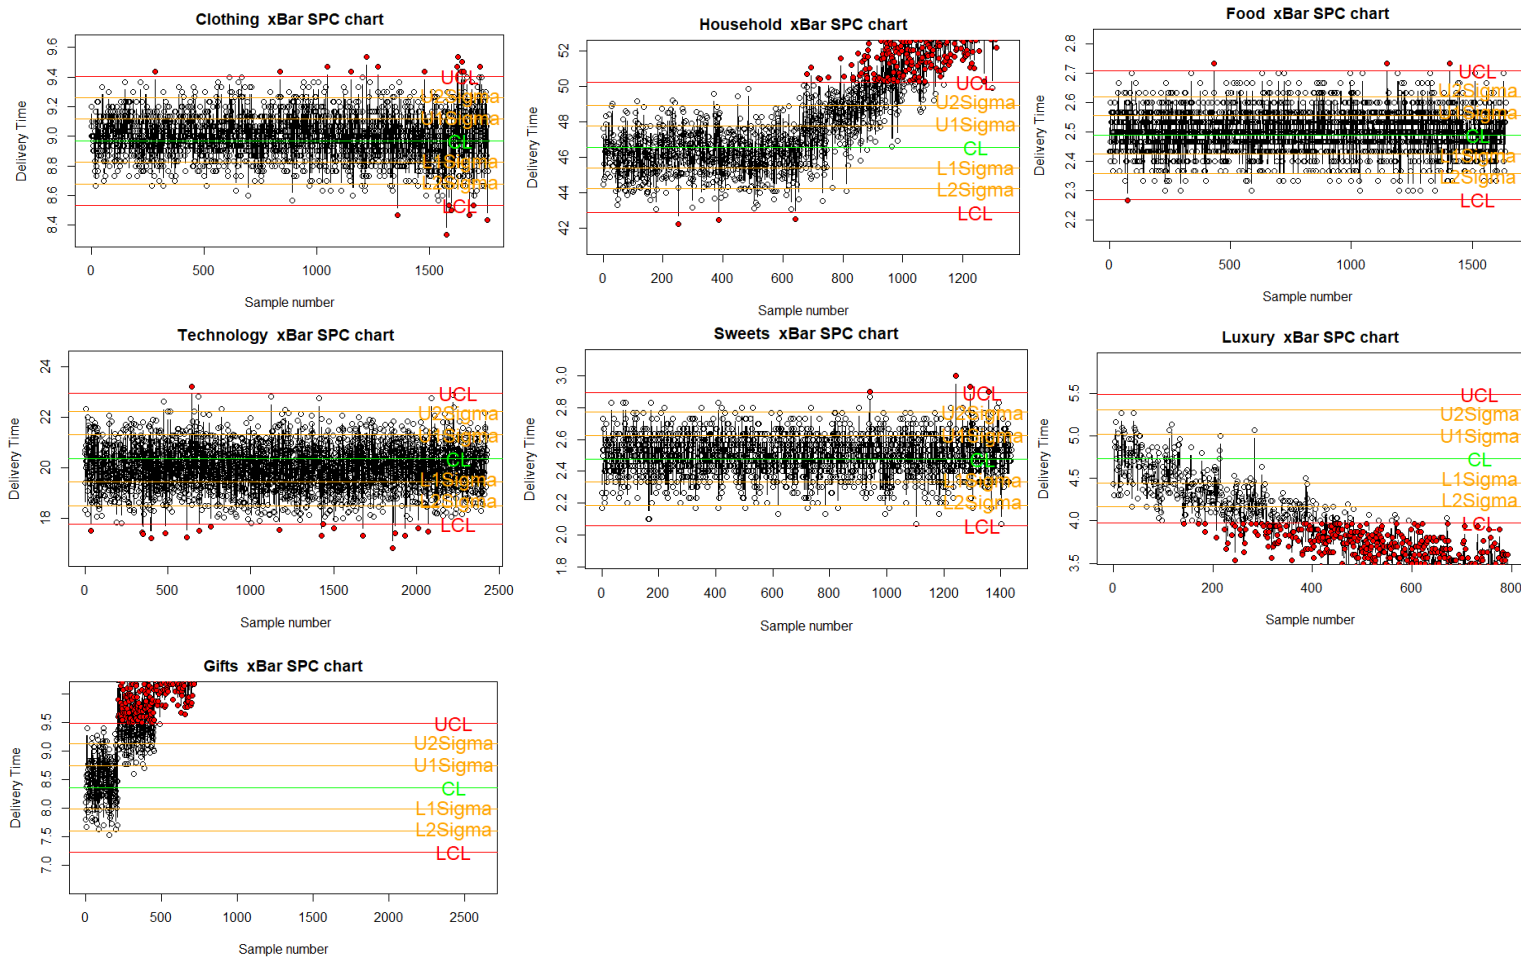 Clothing xBar SPC chart
Delivery Time
9.6
9.4
9.2
9.0
8.8
8.6
8.4
UCL
U2Sigma
U1Sigma
CL
L1Sigma
L2Sigma
LCL
0 500 1000 1500
Sample number
Household xBar SPC chart
Delivery Time
52
50
48
46
44
42
UCL
U2Sigma
U1Sigma
CL
L1Sigma
L2Sigma
LCL
0 200 400 600 800 1000 1200
Sample number
Food xBar SPC chart
Delivery Time
2.8
2.7
2.6
2.5
2.4
2.3
2.2
UCL
U2Sigma
U1Sigma
CL
L1Sigma
L2Sigma
LCL
0 500 1000 1500
Sample number
Technology xBar SPC chart
Delivery Time
24
22
20
18
UCL
U2Sigma
U1Sigma
CL
L1Sigma
L2Sigma
LCL
0 500 1000 1500 2000 2500
Sample number
Sweets xBar SPC chart
Delivery Time
3.0
2.8
2.6
2.4
2.2
2.0
1.8
UCL
U2Sigma
U1Sigma
CL
L1Sigma
L2Sigma
LCL
0 200 400 600 800 1000 1200 1400
Sample number
Luxury xBar SPC chart
Delivery Time
5.5
5.0
4.5
4.0
3.5
UCL
U2Sigma
U1Sigma
CL
L1Sigma
L2Sigma
LCL
0 200 400 600 800
Sample number
Gifts xBar SPC chart
Delivery Time
9.5
9.0
8.5
8.0
7.5
7.0
UCL
U2Sigma
U1Sigma
CL
L1Sigma
L2Sigma
LCL
0 500 1000 1500 2000 2500
Sample number